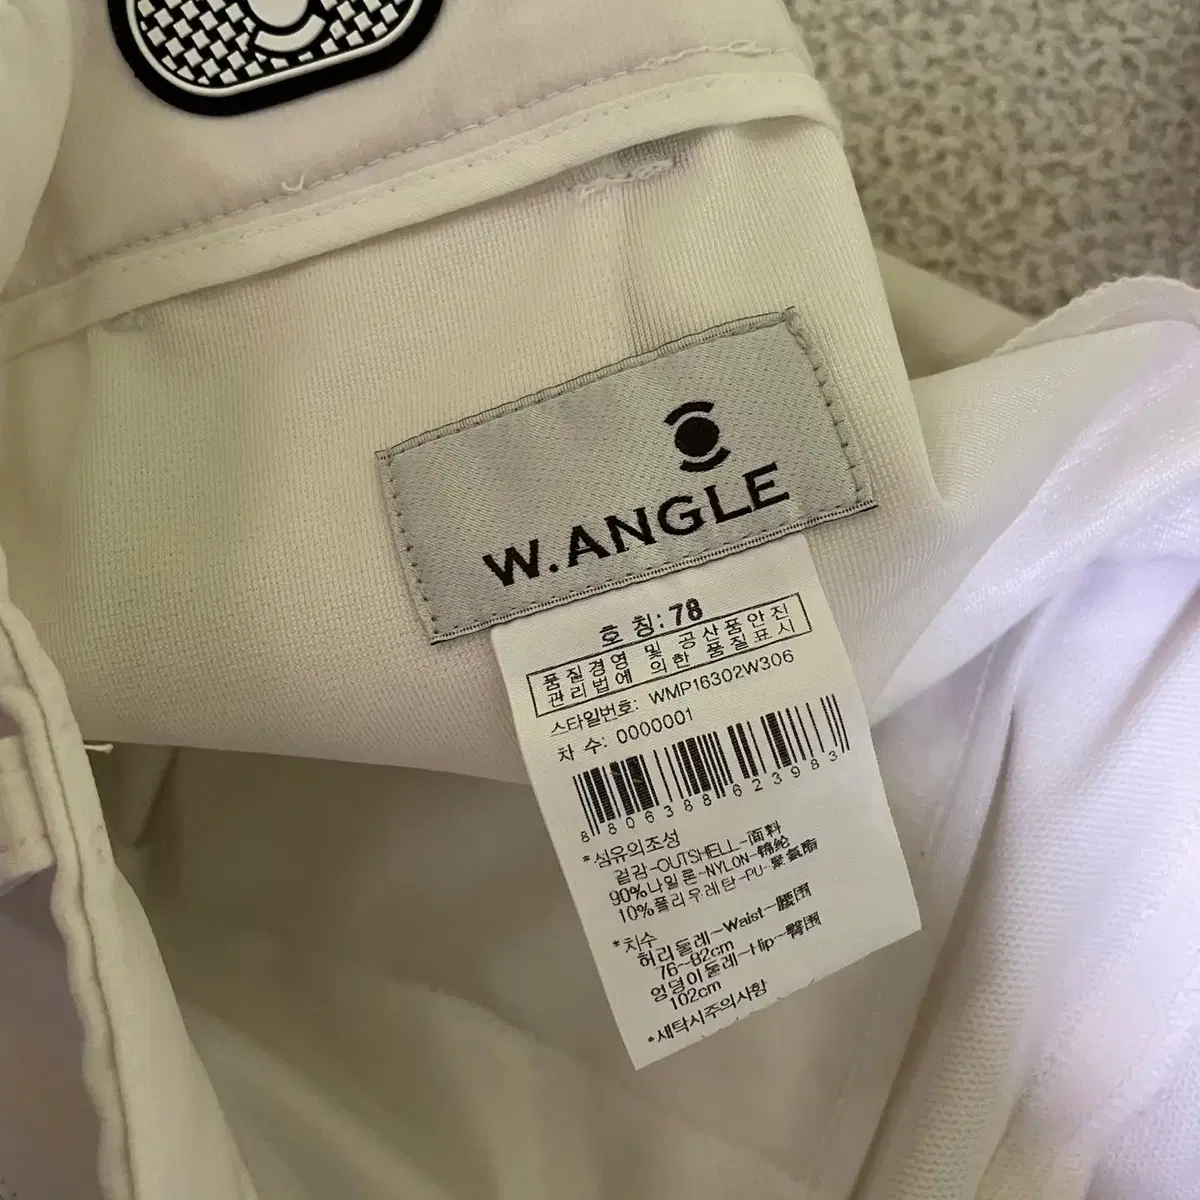 W.ANGLE
호 칭: 78
품질경영 및 공산품안전
관리법에 의한 품질표시
스타일번호: WMP16302W306
차 수: 0000001
8806388623983
*섬유의조성
겉감-OUTSHELL-面料
90%나일론-NYLON-锦纶
10%폴리우레탄-PU-聚氨酯
*치수
허리둘레-Waist-腰围
76~82cm
엉덩이둘레-Hip-臀围
102cm
*세탁시주의사항